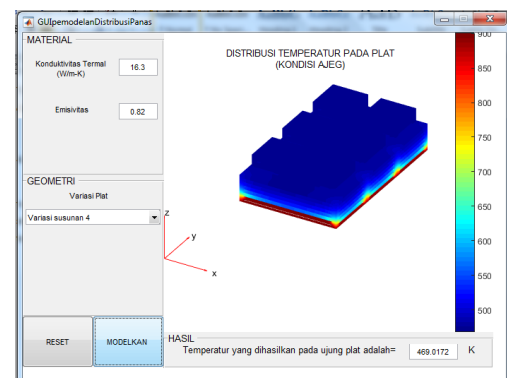 GUIpemodelanDistribusiPanas
MATERIAL
Konduktivitas Termal
(W/m-K)
16.3
Emisivitas
0.82
GEOMETRI
Variasi Plat
Variasi susunan 4
RESET
MODELKAN
DISTRIBUSI TEMPERATUR PADA PLAT
(KONDISI AJEG)
z
y
x
900
850
800
750
700
650
600
550
500
HASIL
Temperatur yang dihasilkan pada ujung plat adalah=
469.0172
K